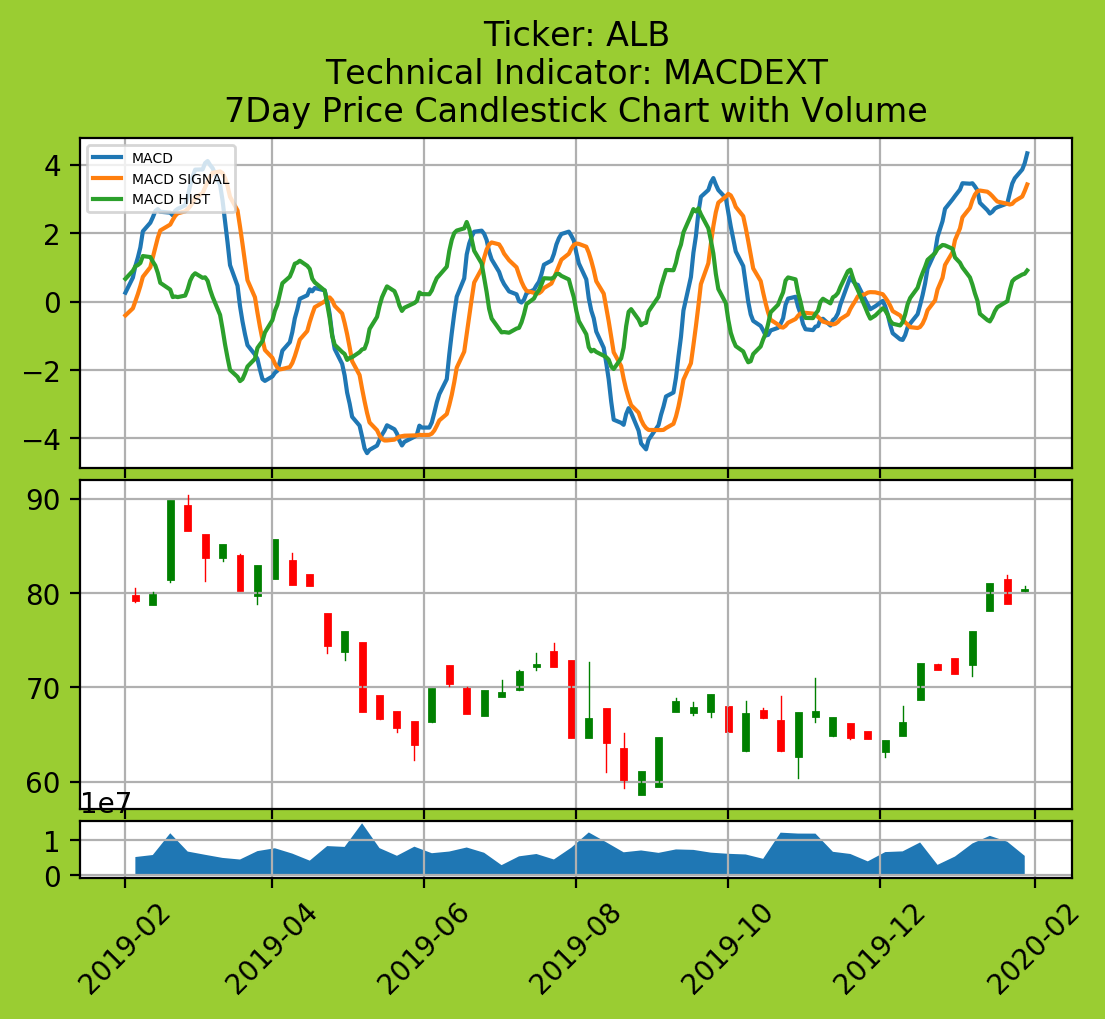 Ticker: ALB
Technical Indicator: MACDEXT
7Day Price Candlestick Chart with Volume
MACD
MACD SIGNAL
MACD HIST
4
2
0
−2
−4
90
80
70
60
1e7
1
0
2019-02
2019-04
2019-06
2019-08
2019-10
2019-12
2020-02